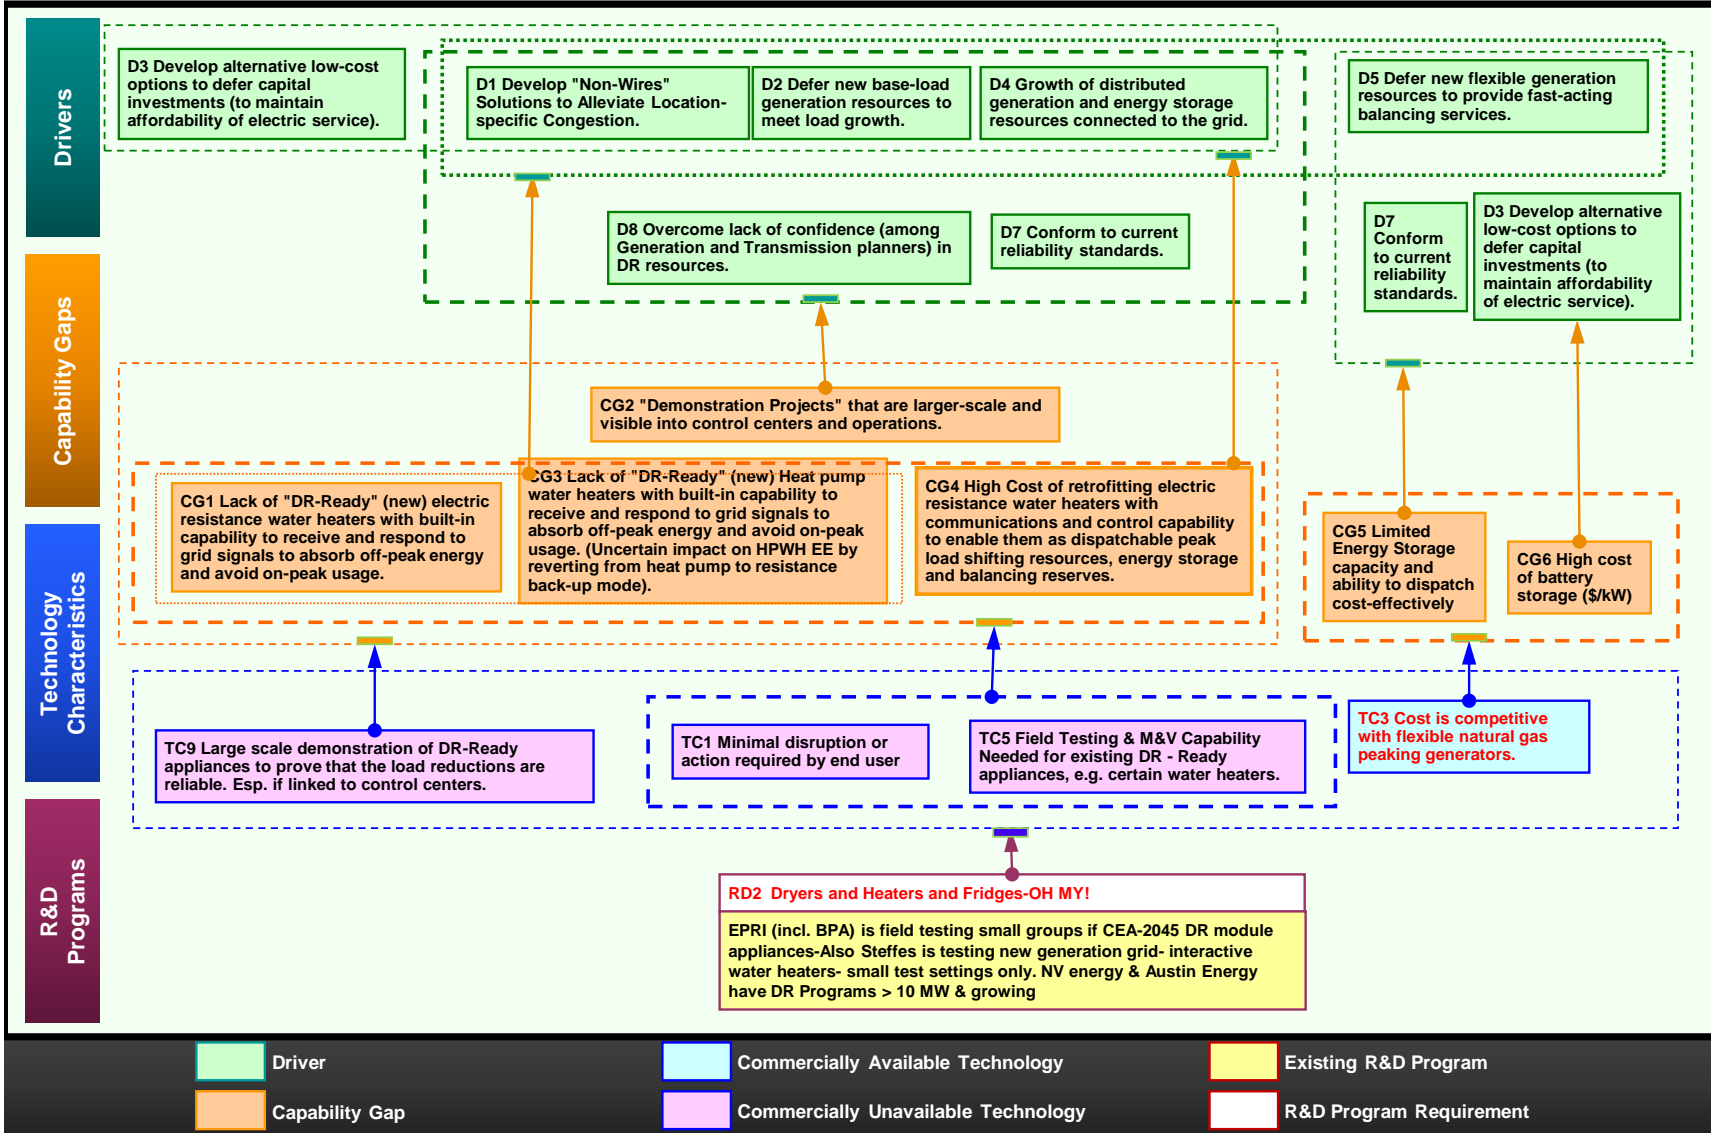 Drivers
D3 Develop alternative low-cost
options to defer capital
investments (to maintain
affordability of electric service).
D1 Develop "Non-Wires"
Solutions to Alleviate Location-
specific Congestion.
D2 Defer new base-load
generation resources to
meet load growth.
D4 Growth of distributed
generation and energy storage
resources connected to the grid.
D5 Defer new flexible generation
resources to provide fast-acting
balancing services.
D8 Overcome lack of confidence (among
Generation and Transmission planners) in
DR resources.
D7 Conform to current
reliability standards.
D7
Conform
to current
reliability
standards.
D3 Develop alternative
low-cost options to
defer capital
investments (to
maintain affordability
of electric service).
Capability Gaps
CG2 "Demonstration Projects" that are larger-scale and
visible into control centers and operations.
CG1 Lack of "DR-Ready" (new) electric
resistance water heaters with built-in
capability to receive and respond to
grid signals to absorb off-peak energy
and avoid on-peak usage.
CG3 Lack of "DR-Ready" (new) Heat pump
water heaters with built-in capability to
receive and respond to grid signals to
absorb off-peak energy and avoid on-peak
usage. (Uncertain impact on HPWH EE by
reverting from heat pump to resistance
back-up mode).
CG4 High Cost of retrofitting electric
resistance water heaters with
communications and control capability
to enable them as dispatchable peak
load shifting resources, energy storage
and balancing reserves.
CG5 Limited
Energy Storage
capacity and
ability to dispatch
cost-effectively
CG6 High cost
of battery
storage ($/kW)
Technology
Characteristics
TC9 Large scale demonstration of DR-Ready
appliances to prove that the load reductions are
reliable. Esp. if linked to control centers.
TC1 Minimal disruption or
action required by end user
TC5 Field Testing & M&V Capability
Needed for existing DR - Ready
appliances, e.g. certain water heaters.
TC3 Cost is competitive
with flexible natural gas
peaking generators.
R&D
Programs
RD2 Dryers and Heaters and Fridges-OH MY!
EPRI (incl. BPA) is field testing small groups if CEA-2045 DR module
appliances-Also Steffes is testing new generation grid- interactive
water heaters- small test settings only. NV energy & Austin Energy
have DR Programs > 10 MW & growing
Driver
Commercially Available Technology
Existing R&D Program
Capability Gap
Commercially Unavailable Technology
R&D Program Requirement